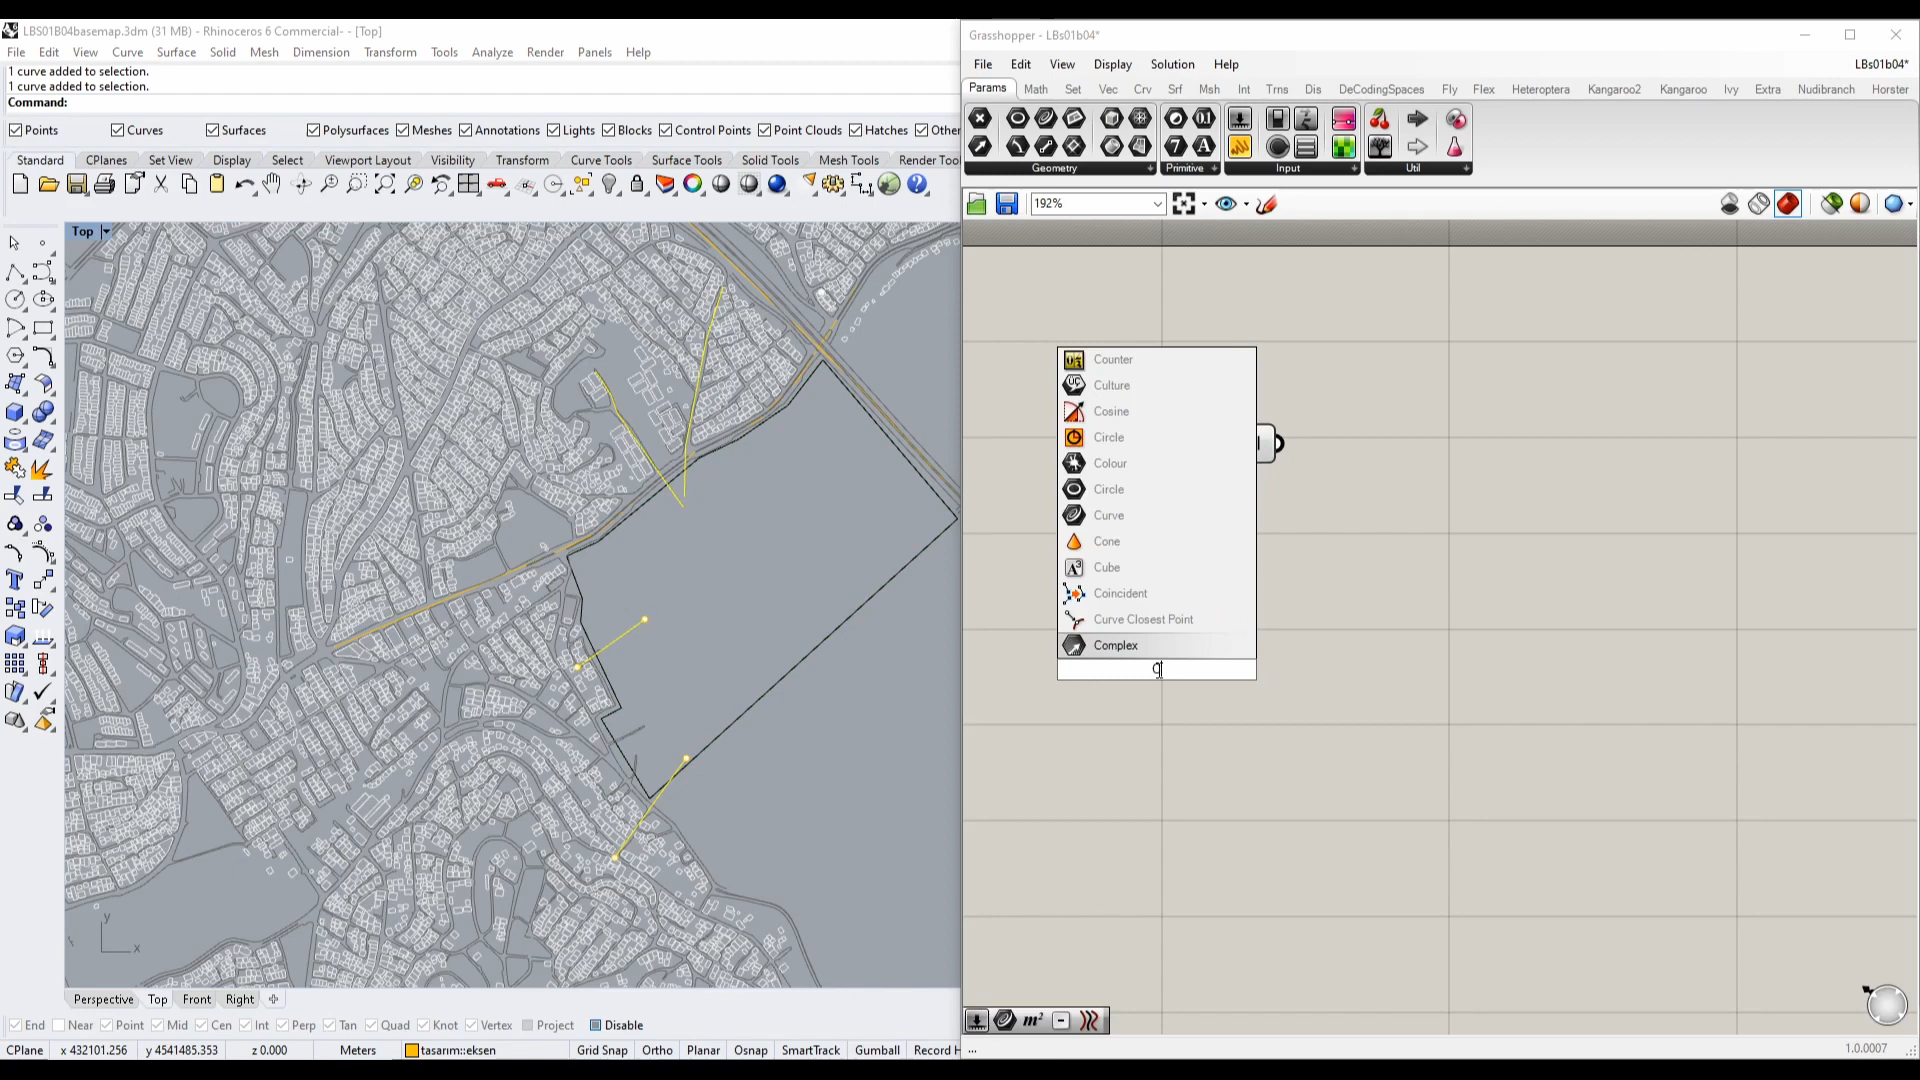 LBS01B04basemap.3dm (31 MB) - Rhinoceros 6 Commercial- - [Top]
File Edit View Curve Surface Solid Mesh Dimension Transform Tools Analyze Render Panels Help
1 curve added to selection.
1 curve added to selection.
Command:
Points Curves Surfaces Polysurfaces Meshes Annotations Lights Blocks Control Points Point Clouds Hatches Other
Standard CPlanes Set View Display Select Viewport Layout Visibility Transform Curve Tools Surface Tools Solid Tools Mesh Tools Render Too
Top
y
x
Perspective Top Front Right
End Near Point Mid Cen Int Perp Tan Quad Knot Vertex Project Disable
CPlane x 432101.256 y 4541485.353 z 0.000 Meters tasarım::eksen Grid Snap Ortho Planar Osnap SmartTrack Gumball Record H
Grasshopper - LBs01b04*
File Edit View Display Solution Help LBs01b04*
Params Math Set Vec Crv Srf Msh Int Trns Dis DeCodingSpaces Fly Flex Heteroptera Kangaroo2 Kangaroo Ivy Extra Nudibranch Horster
Geometry Primitive Input Util
192%
Counter
Culture
Cosine
Circle
Colour
Circle
Curve
Cone
Cube
Coincident
Curve Closest Point
Complex
m²
... 1.0.0007